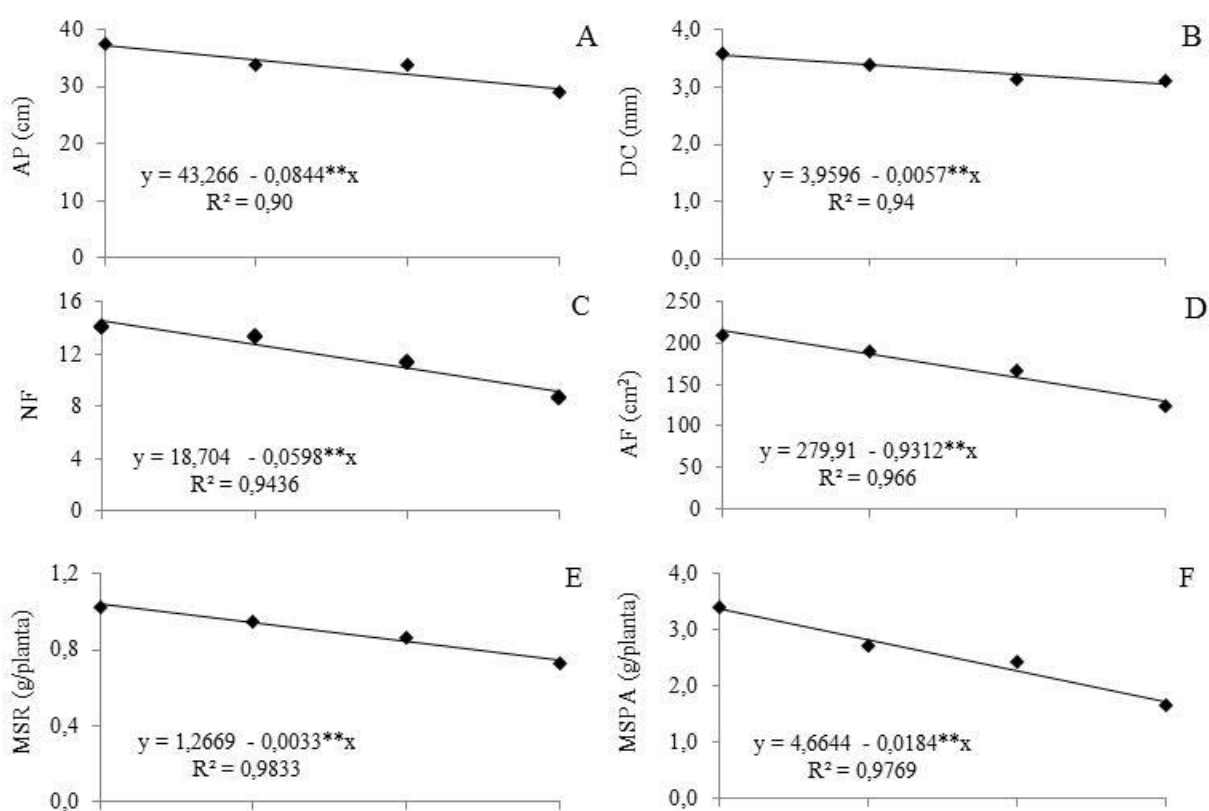 A
AP (cm)
40
30
20
10
0
y = 43,266 - 0,0844**x
R² = 0,90
B
DC (mm)
4,0
3,0
2,0
1,0
0,0
y = 3,9596 - 0,0057**x
R² = 0,94
C
NF
16
12
8
4
0
y = 18,704 - 0,0598**x
R² = 0,9436
D
AF (cm²)
250
200
150
100
50
0
y = 279,91 - 0,9312**x
R² = 0,966
E
MSR (g/planta)
1,2
0,8
0,4
0,0
y = 1,2669 - 0,0033**x
R² = 0,9833
F
MSPA (g/planta)
4,0
3,0
2,0
1,0
0,0
y = 4,6644 - 0,0184**x
R² = 0,9769